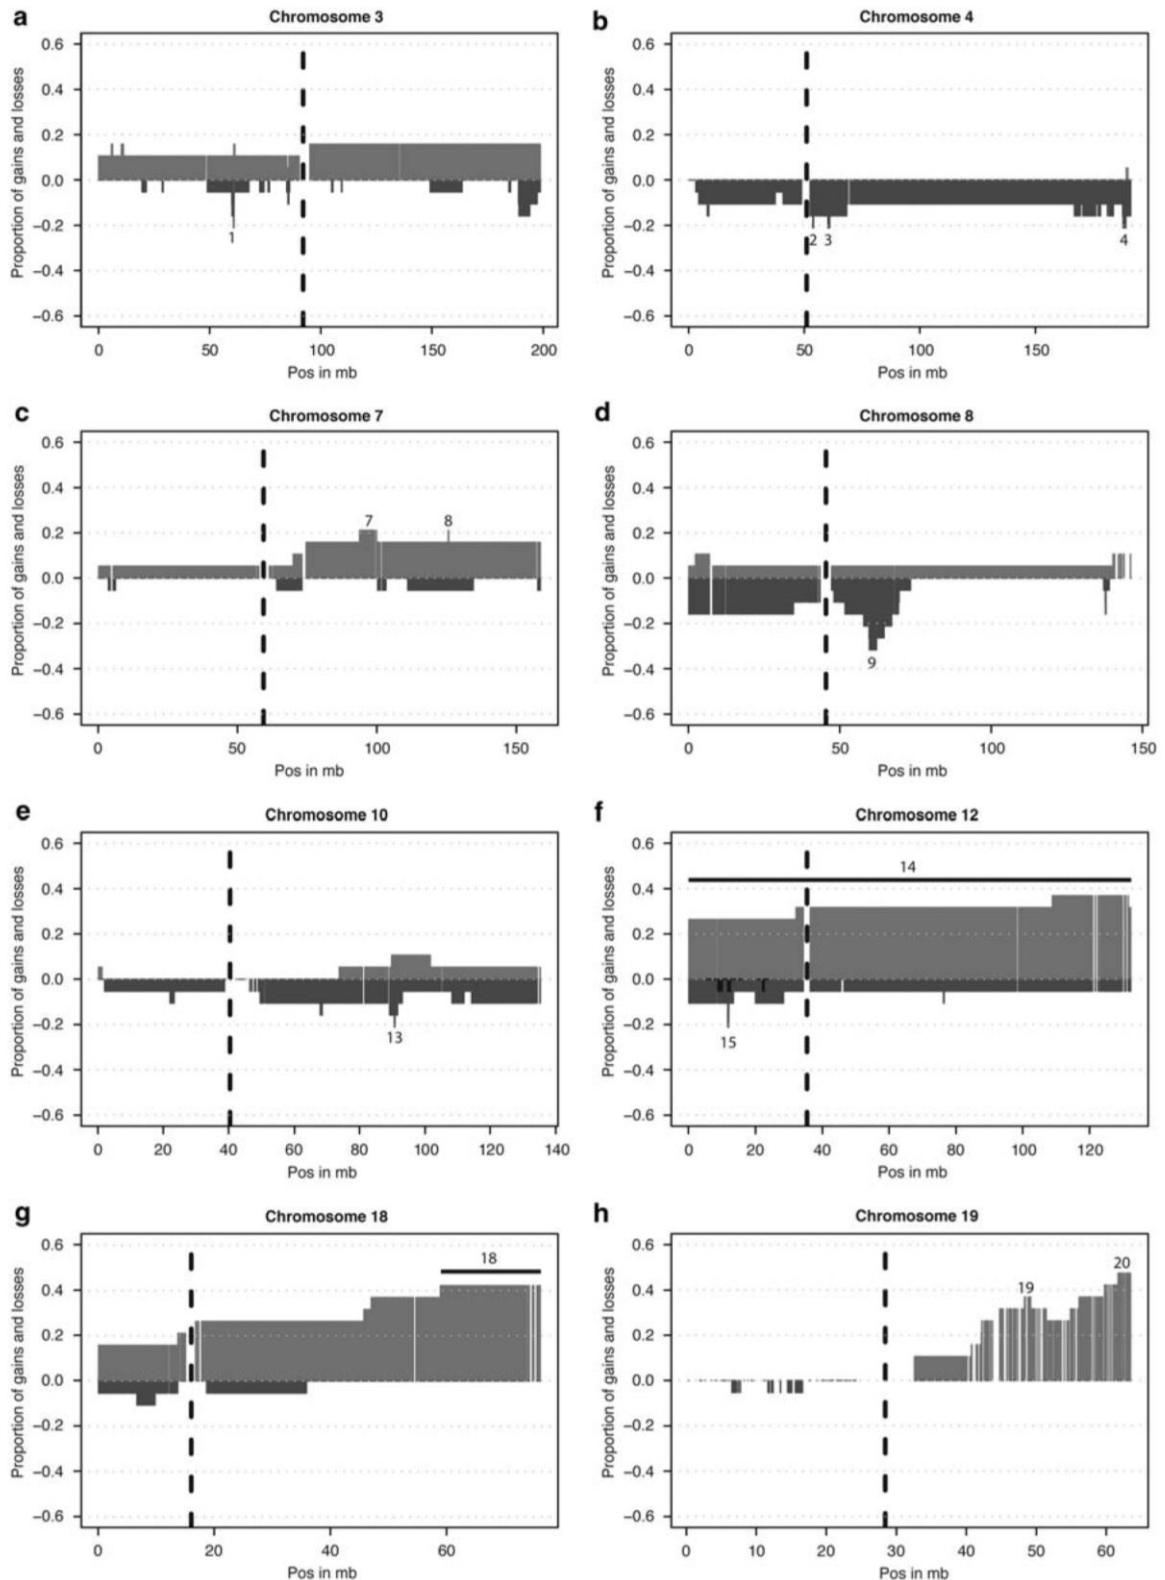 a
Chromosome 3
Proportion of gains and losses
0.6
0.4
0.2
0.0
−0.2
−0.4
−0.6
1
0 50 100 150 200
Pos in mb
b
Chromosome 4
Proportion of gains and losses
0.6
0.4
0.2
0.0
−0.2
−0.4
−0.6
2 3 4
0 50 100 150
Pos in mb
c
Chromosome 7
Proportion of gains and losses
0.6
0.4
0.2
0.0
−0.2
−0.4
−0.6
7 8
0 50 100 150
Pos in mb
d
Chromosome 8
Proportion of gains and losses
0.6
0.4
0.2
0.0
−0.2
−0.4
−0.6
9
0 50 100 150
Pos in mb
e
Chromosome 10
Proportion of gains and losses
0.6
0.4
0.2
0.0
−0.2
−0.4
−0.6
13
0 20 40 60 80 100 120 140
Pos in mb
f
Chromosome 12
Proportion of gains and losses
0.6
0.4
0.2
0.0
−0.2
−0.4
−0.6
14
15
0 20 40 60 80 100 120
Pos in mb
g
Chromosome 18
Proportion of gains and losses
0.6
0.4
0.2
0.0
−0.2
−0.4
−0.6
18
0 20 40 60
Pos in mb
h
Chromosome 19
Proportion of gains and losses
0.6
0.4
0.2
0.0
−0.2
−0.4
−0.6
19 20
0 10 20 30 40 50 60
Pos in mb